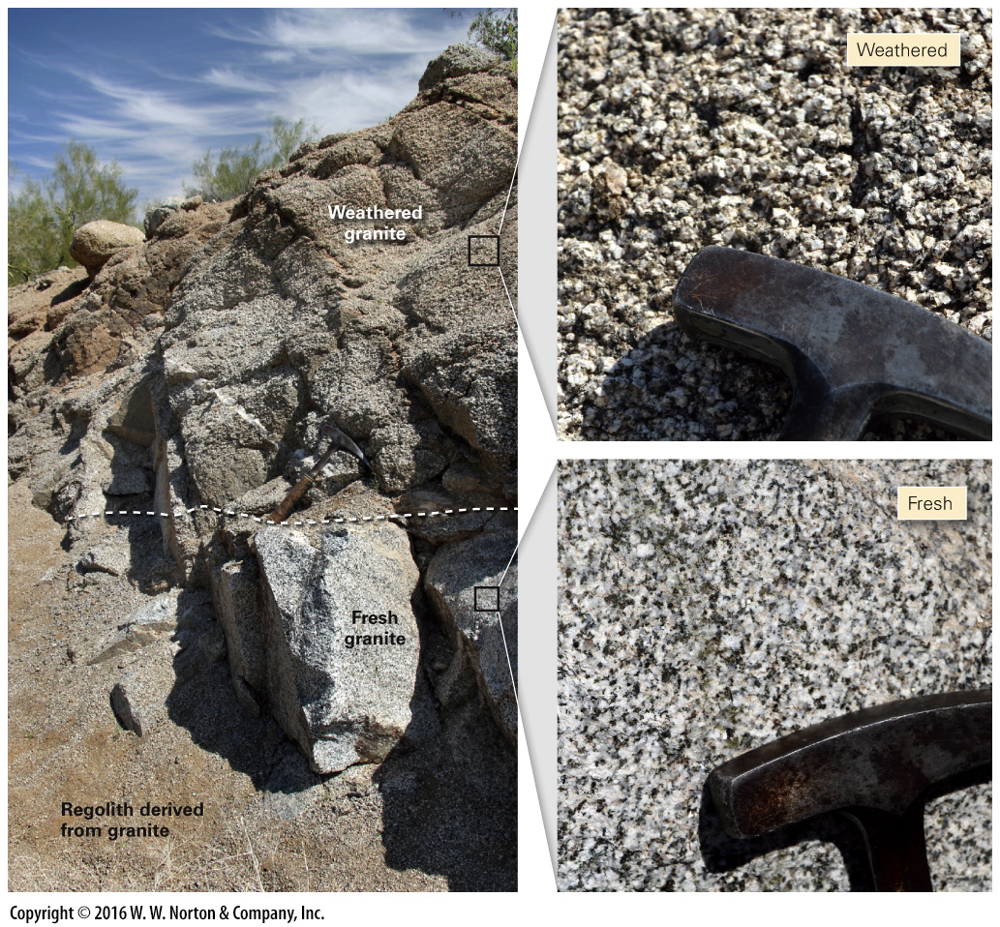 Weathered
granite
Fresh
granite
Regolith derived
from granite
Weathered
Fresh
Copyright © 2016 W. W. Norton & Company, Inc.